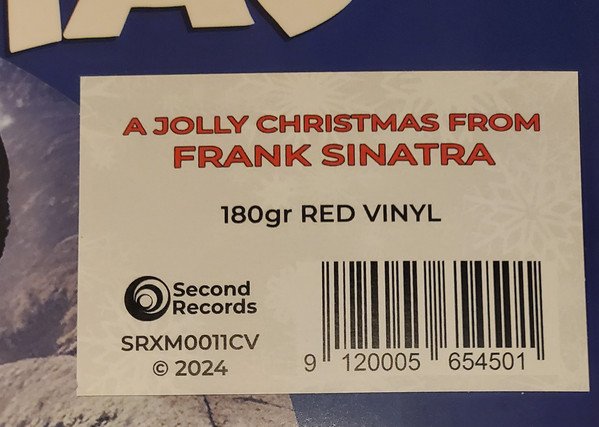 A JOLLY CHRISTMAS FROM
FRANK SINATRA
180gr RED VINYL
Second
Records
SRXM0011CV
© 2024
9 120005 654501